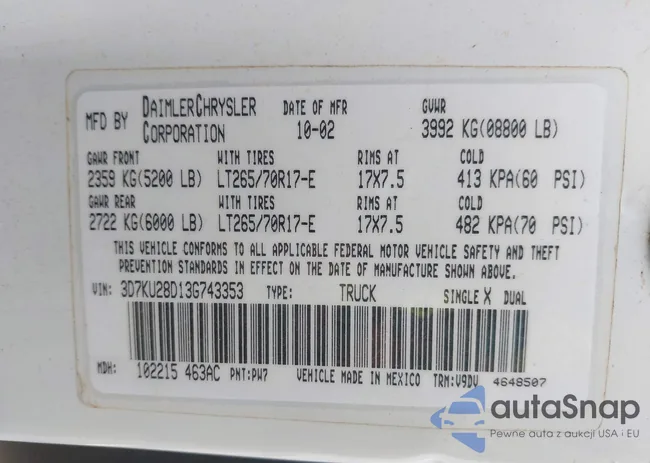 MFD BY DAIMLERCHRYSLER CORPORATION DATE OF MFR 10-02 GVWR 3992 KG(08800 LB)
GAWR FRONT WITH TIRES RIMS AT COLD
2359 KG(5200 LB) LT265/70R17-E 17X7.5 413 KPA(60 PSI)
GAWR REAR WITH TIRES RIMS AT COLD
2722 KG(6000 LB) LT265/70R17-E 17X7.5 482 KPA(70 PSI)
THIS VEHICLE CONFORMS TO ALL APPLICABLE FEDERAL MOTOR VEHICLE SAFETY AND THEFT
PREVENTION STANDARDS IN EFFECT ON THE DATE OF MANUFACTURE SHOWN ABOVE.
VIN: 3D7KU28D13G743353 TYPE: TRUCK SINGLE X DUAL
MDH: 102215 463AC PNT:PW7 VEHICLE MADE IN MEXICO TRM:V9DV 4648507
autaSnap
Pewne auta z aukcji USA i EU